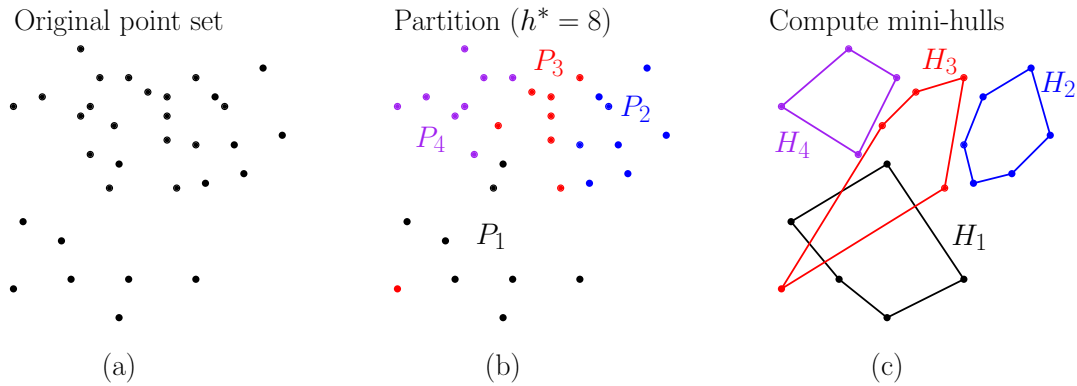 Original point set
Partition (h* = 8)
Compute mini-hulls
P₃
P₂
P₄
P₁
H₃
H₂
H₄
H₁
(a)
(b)
(c)